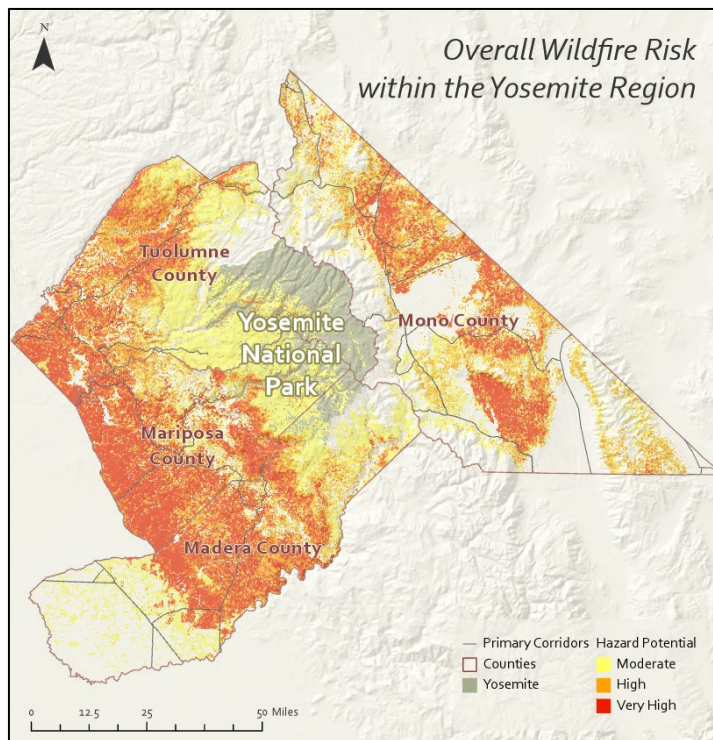 N
Overall Wildfire Risk
within the Yosemite Region
Tuolumne
County
Yosemite
National
Park
Mono County
Mariposa
County
Madera County
Primary Corridors
Counties
Yosemite
Hazard Potential
Moderate
High
Very High
0 12.5 25 50 Miles